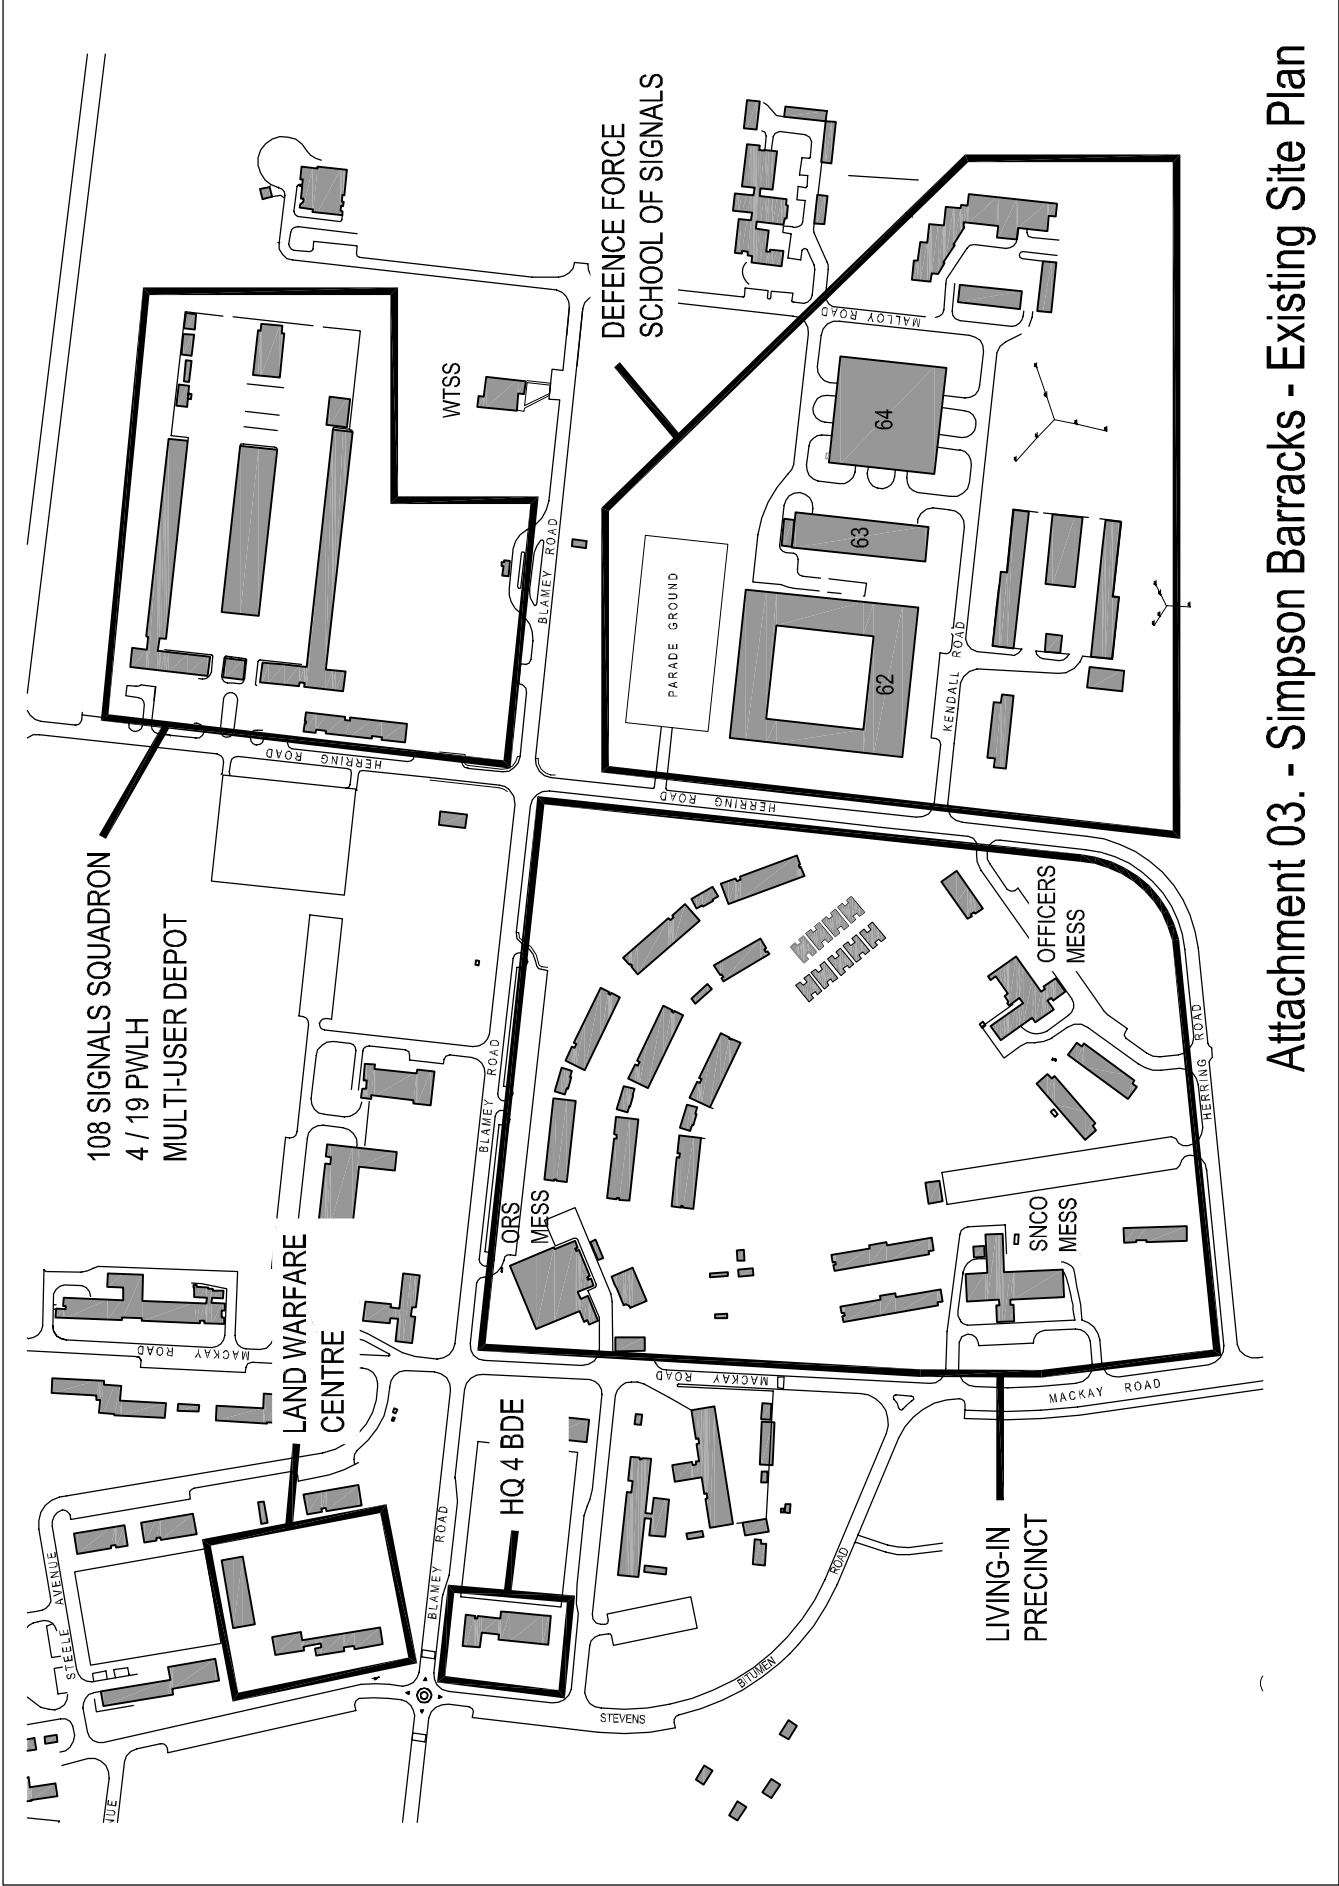 STEELE AVENUE
NUE
MACKAY ROAD
LAND WARFARE
CENTRE
108 SIGNALS SQUADRON
4 / 19 PWLH
MULTI-USER DEPOT
HERRING ROAD
WTSS
BLAMEY ROAD
BLAMEY ROAD
BLAMEY ROAD
HQ 4 BDE
ORS
MESS
DEFENCE FORCE
SCHOOL OF SIGNALS
STEVENS
BITUMEN
ROAD
MACKAY ROAD
HERRING ROAD
PARADE GROUND
MALLOY ROAD
62
63
64
KENDALL ROAD
LIVING-IN
PRECINCT
MACKAY ROAD
SNCO
MESS
OFFICERS
MESS
HERRING ROAD
Attachment 03. - Simpson Barracks - Existing Site Plan